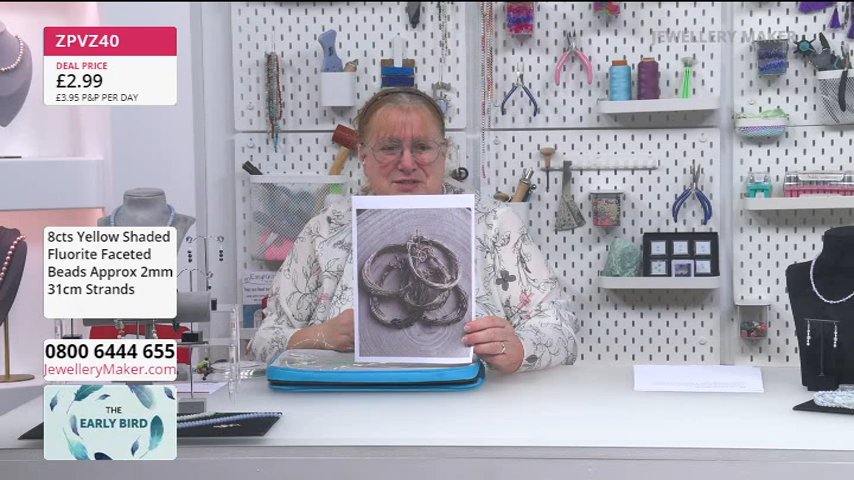 ZPVZ40
DEAL PRICE
£2.99
£3.95 P&P PER DAY
JEWELLERY MAKER
8cts Yellow Shaded
Fluorite Faceted
Beads Approx 2mm
31cm Strands
0800 6444 655
JewelleryMaker.com
THE
EARLY BIRD